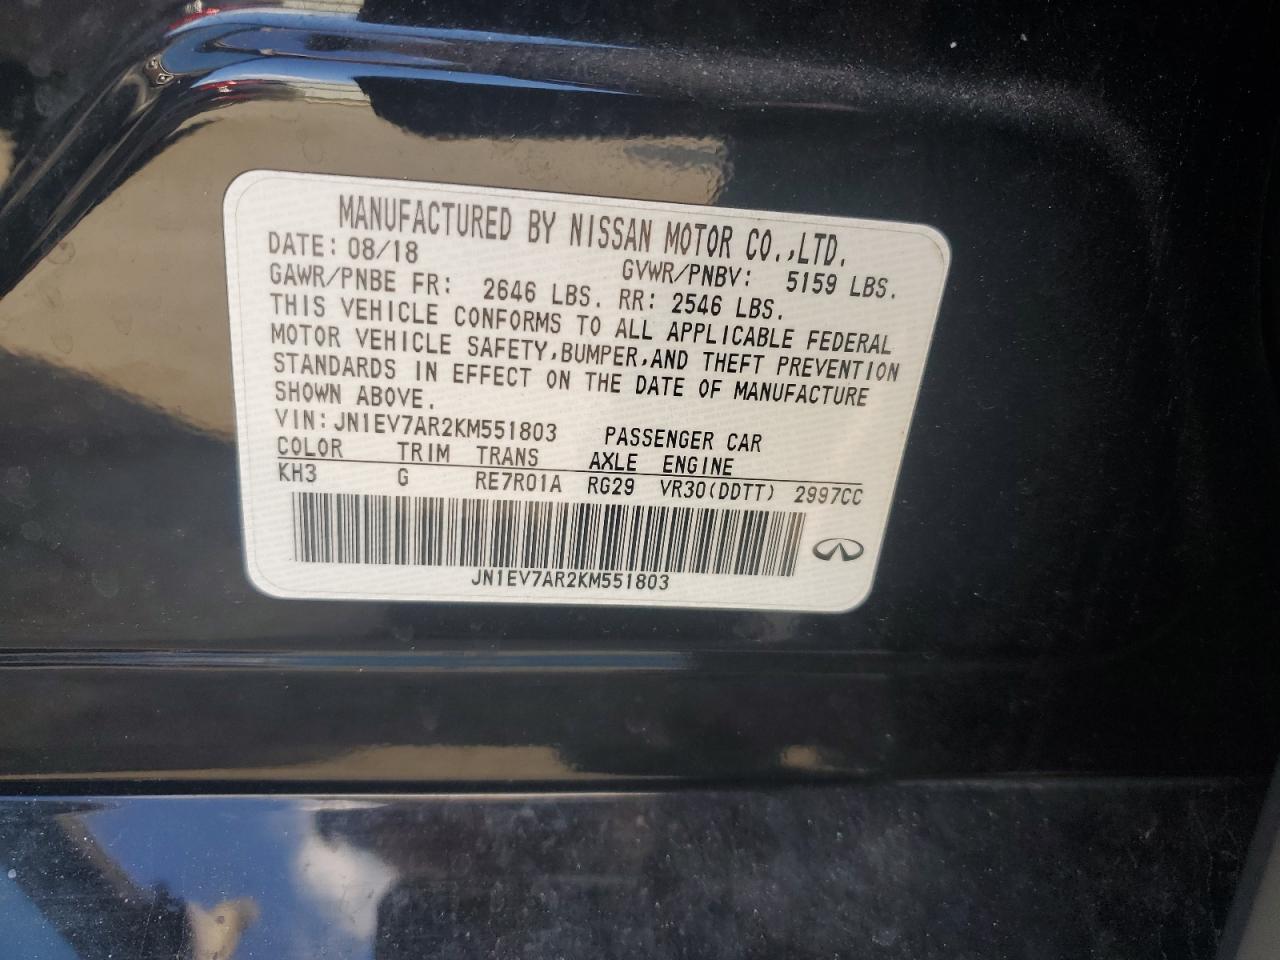 MANUFACTURED BY NISSAN MOTOR CO.,LTD.
DATE: 08/18 GVWR/PNBV: 5159 LBS.
GAWR/PNBE FR: 2646 LBS. RR: 2546 LBS.
THIS VEHICLE CONFORMS TO ALL APPLICABLE FEDERAL
MOTOR VEHICLE SAFETY,BUMPER,AND THEFT PREVENTION
STANDARDS IN EFFECT ON THE DATE OF MANUFACTURE
SHOWN ABOVE.
VIN: JN1EV7AR2KM551803 PASSENGER CAR
COLOR TRIM TRANS AXLE ENGINE
KH3 G RE7R01A RG29 VR30(DDTT) 2997CC
JN1EV7AR2KM551803